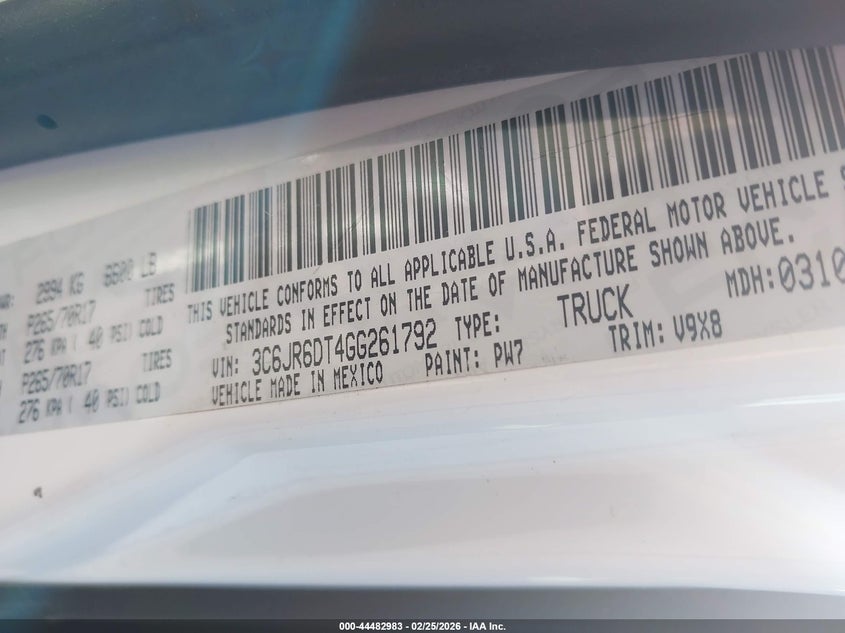 2994 KG 6600 LB
P265/70R17 TIRES
276 KPA ( 40 PSI) COLD
P265/70R17 TIRES
276 KPA ( 40 PSI) COLD
THIS VEHICLE CONFORMS TO ALL APPLICABLE U.S.A. FEDERAL MOTOR VEHICLE
STANDARDS IN EFFECT ON THE DATE OF MANUFACTURE SHOWN ABOVE.
VIN: 3C6JR6DT4GG261792 TYPE: TRUCK MDH:0310
VEHICLE MADE IN MEXICO PAINT: PW7 TRIM: V9X8
000-44482983 / 02/25/2026 - IAA Inc.